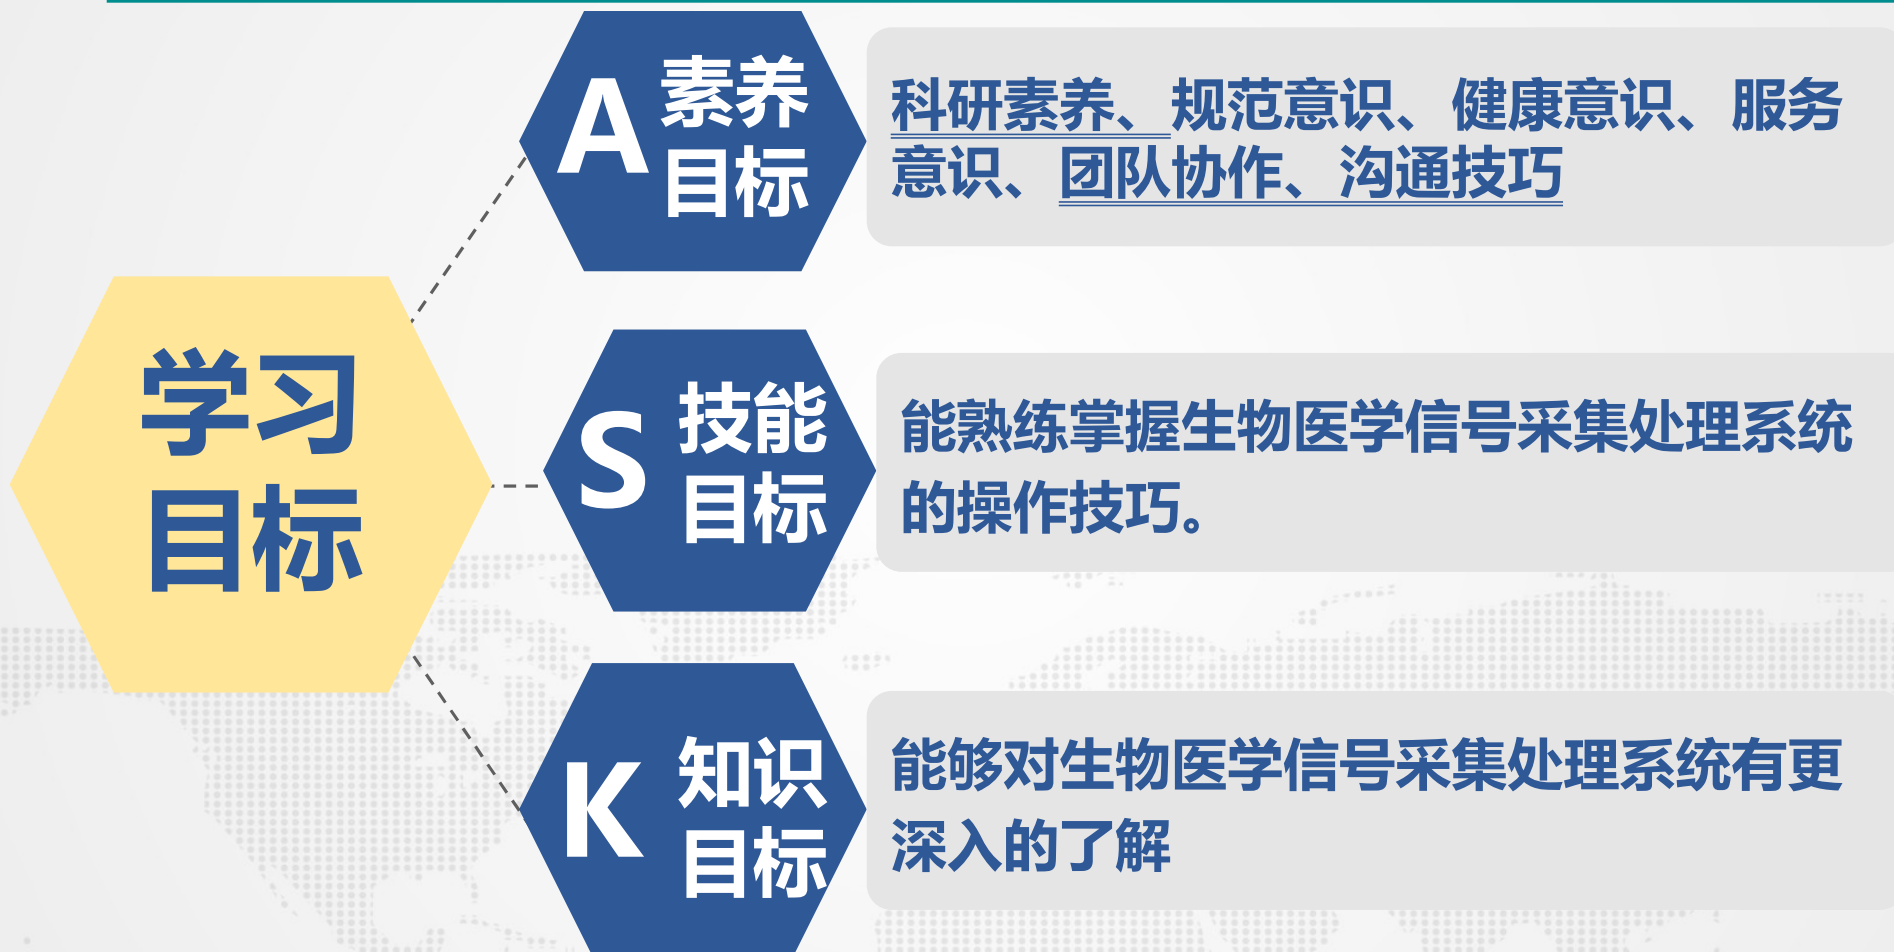 学习
目标
A
素养
目标
科研素养、规范意识、健康意识、服务
意识、团队协作、沟通技巧
S
技能
目标
能熟练掌握生物医学信号采集处理系统
的操作技巧。
K
知识
目标
能够对生物医学信号采集处理系统有更
深入的了解